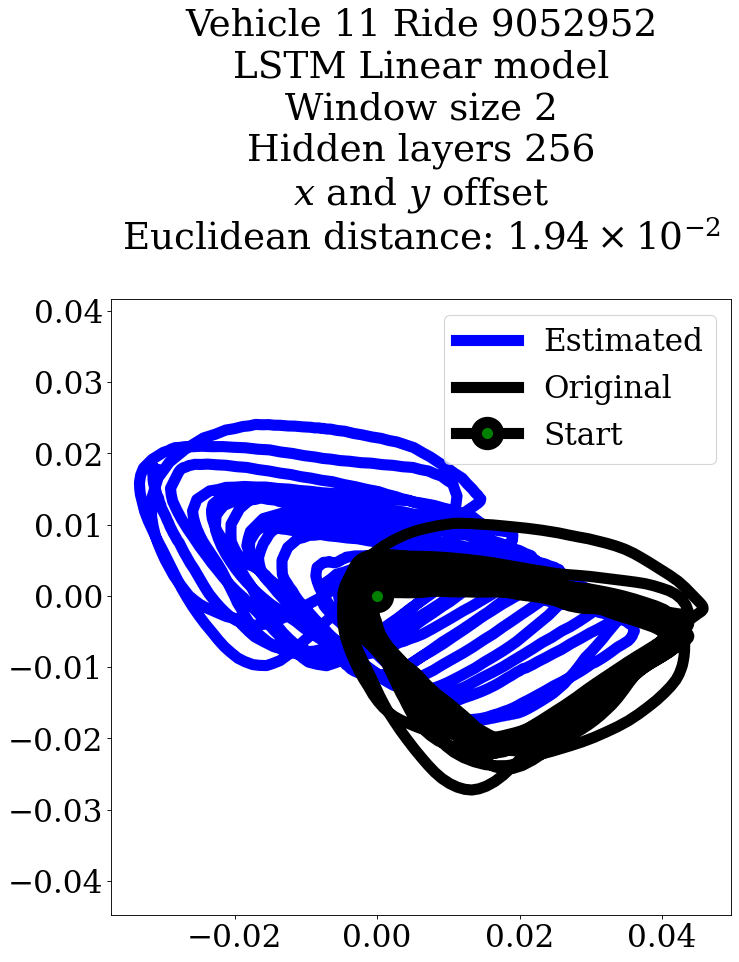 Vehicle 11 Ride 9052952
LSTM Linear model
Window size 2
Hidden layers 256
x and y offset
Euclidean distance: 1.94 × 10⁻²
0.04
0.03
0.02
0.01
0.00
−0.01
−0.02
−0.03
−0.04
Estimated
Original
Start
−0.02 0.00 0.02 0.04